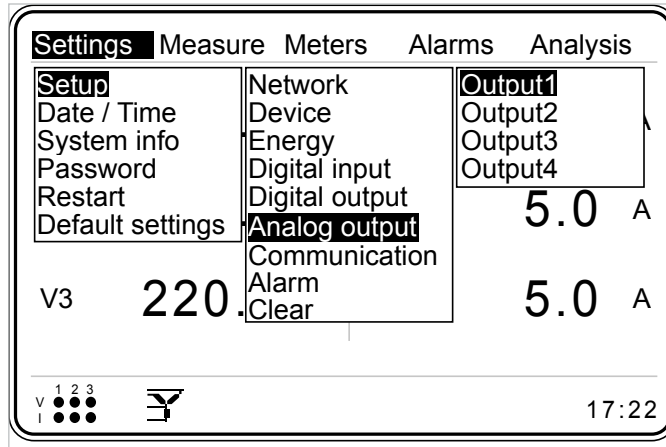 Settings Measure Meters Alarms Analysis
Setup
Date / Time
System info
Password
Restart
Default settings
Network
Device
Energy
Digital input
Digital output
Analog output
Communication
Alarm
Clear
Output1
Output2
Output3
Output4
5.0 A
V3 220. 5.0 A
1 2 3
V
I
17:22